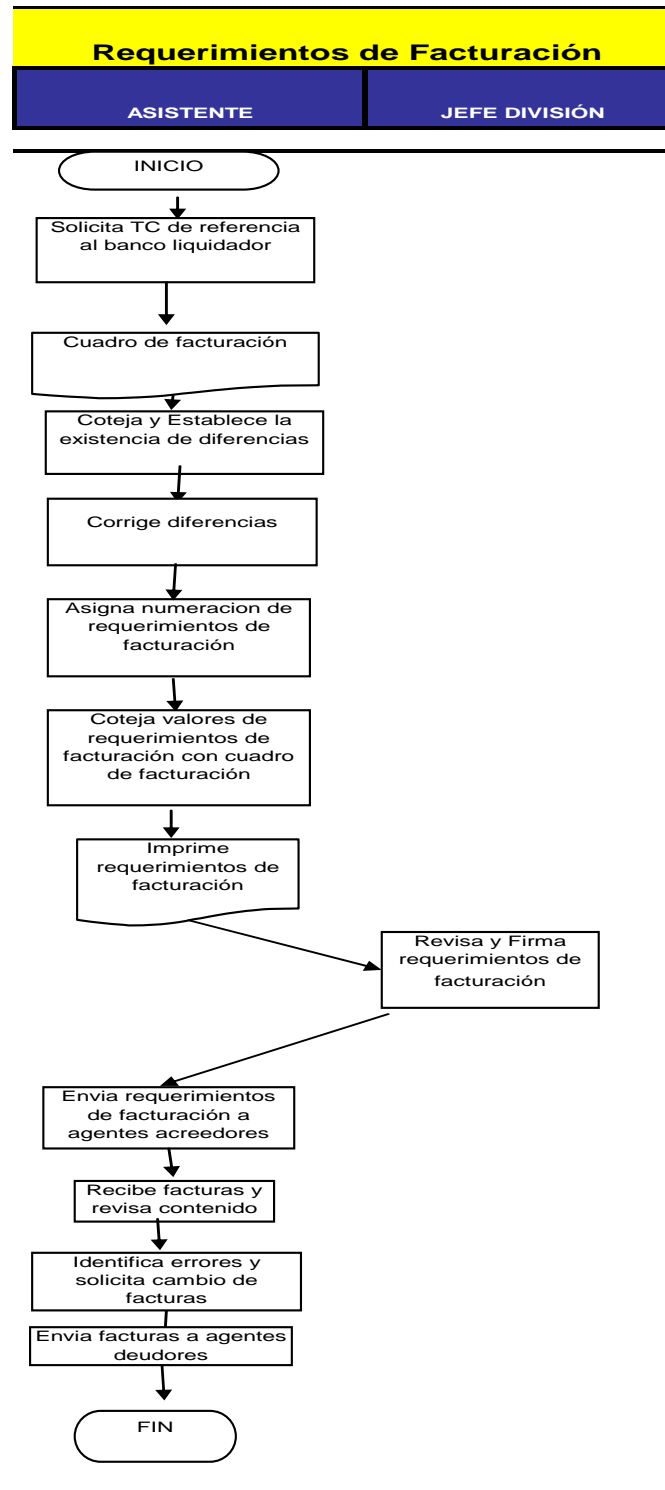 Requerimientos de Facturación
ASISTENTE
JEFE DIVISIÓN
INICIO
Solicita TC de referencia
al banco liquidador
Cuadro de facturación
Coteja y Establece la
existencia de diferencias
Corrige diferencias
Asigna numeracion de
requerimientos de
facturación
Coteja valores de
requerimientos de
facturación con cuadro
de facturación
Imprime
requerimientos de
facturación
Revisa y Firma
requerimientos de
facturación
Envia requerimientos
de facturación a
agentes acreedores
Recibe facturas y
revisa contenido
Identifica errores y
solicita cambio de
facturas
Envia facturas a agentes
deudores
FIN